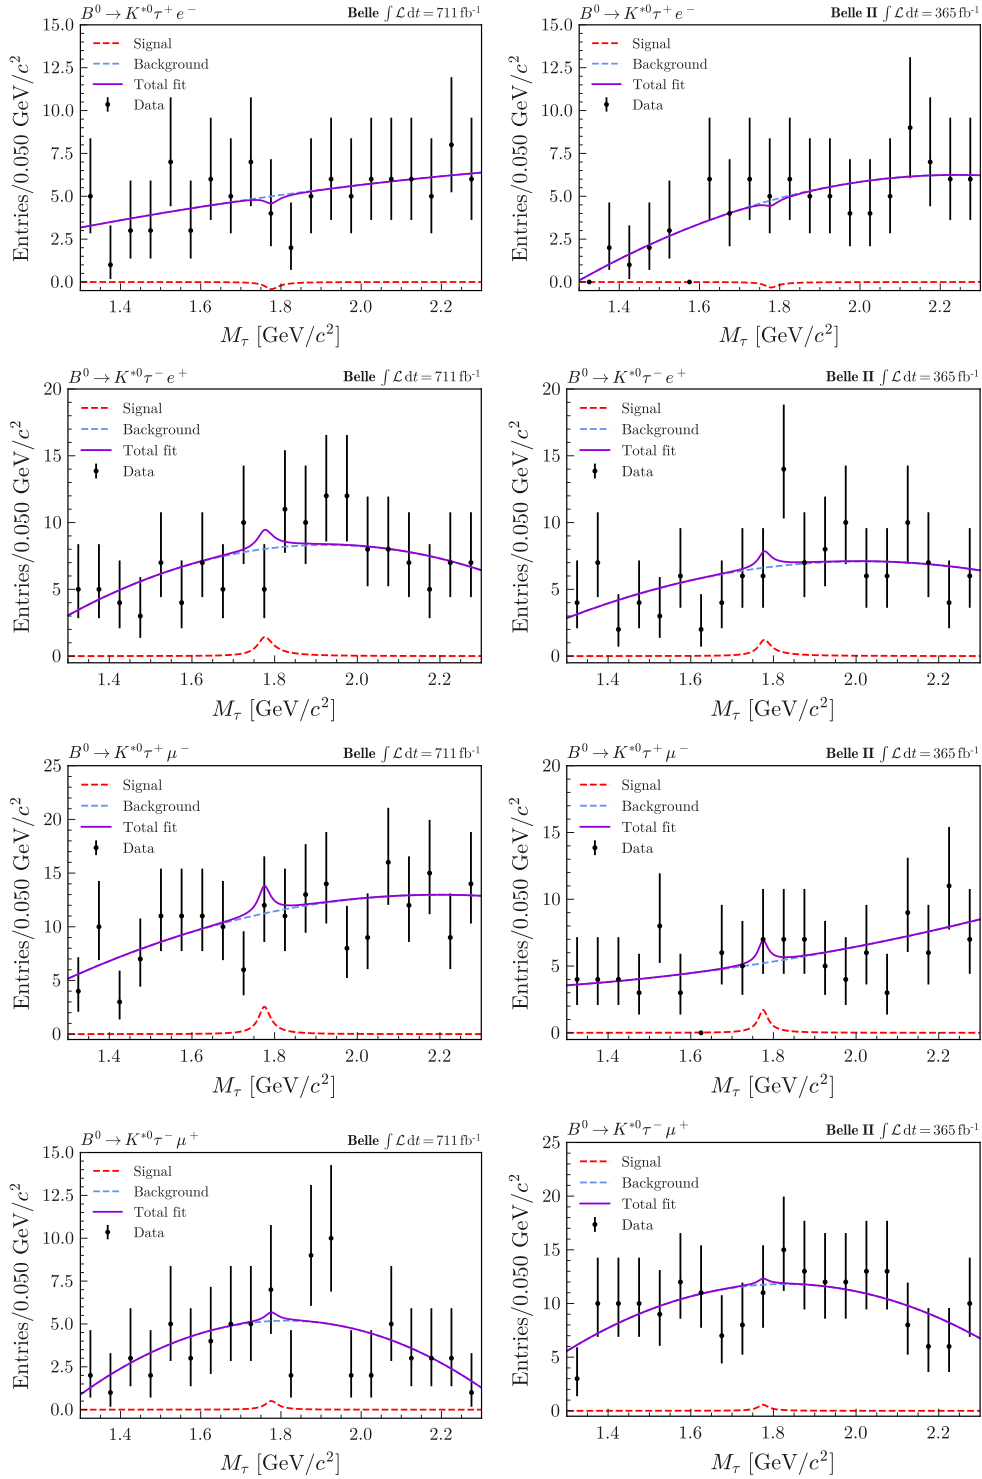 B⁰ → K*⁰τ⁺e⁻ Belle ∫ℒdt = 711 fb⁻¹
15.0
12.5
10.0
7.5
5.0
2.5
0.0
Entries/0.050 GeV/c²
Signal
Background
Total fit
Data
1.4 1.6 1.8 2.0 2.2
M_τ [GeV/c²]
B⁰ → K*⁰τ⁺e⁻ Belle II ∫ℒdt = 365 fb⁻¹
15.0
12.5
10.0
7.5
5.0
2.5
0.0
Entries/0.050 GeV/c²
Signal
Background
Total fit
Data
1.4 1.6 1.8 2.0 2.2
M_τ [GeV/c²]
B⁰ → K*⁰τ⁻e⁺ Belle ∫ℒdt = 711 fb⁻¹
20
15
10
5
0
Entries/0.050 GeV/c²
Signal
Background
Total fit
Data
1.4 1.6 1.8 2.0 2.2
M_τ [GeV/c²]
B⁰ → K*⁰τ⁻e⁺ Belle II ∫ℒdt = 365 fb⁻¹
20
15
10
5
0
Entries/0.050 GeV/c²
Signal
Background
Total fit
Data
1.4 1.6 1.8 2.0 2.2
M_τ [GeV/c²]
B⁰ → K*⁰τ⁺μ⁻ Belle ∫ℒdt = 711 fb⁻¹
25
20
15
10
5
0
Entries/0.050 GeV/c²
Signal
Background
Total fit
Data
1.4 1.6 1.8 2.0 2.2
M_τ [GeV/c²]
B⁰ → K*⁰τ⁺μ⁻ Belle II ∫ℒdt = 365 fb⁻¹
20
15
10
5
0
Entries/0.050 GeV/c²
Signal
Background
Total fit
Data
1.4 1.6 1.8 2.0 2.2
M_τ [GeV/c²]
B⁰ → K*⁰τ⁻μ⁺ Belle ∫ℒdt = 711 fb⁻¹
15.0
12.5
10.0
7.5
5.0
2.5
0.0
Entries/0.050 GeV/c²
Signal
Background
Total fit
Data
1.4 1.6 1.8 2.0 2.2
M_τ [GeV/c²]
B⁰ → K*⁰τ⁻μ⁺ Belle II ∫ℒdt = 365 fb⁻¹
25
20
15
10
5
0
Entries/0.050 GeV/c²
Signal
Background
Total fit
Data
1.4 1.6 1.8 2.0 2.2
M_τ [GeV/c²]